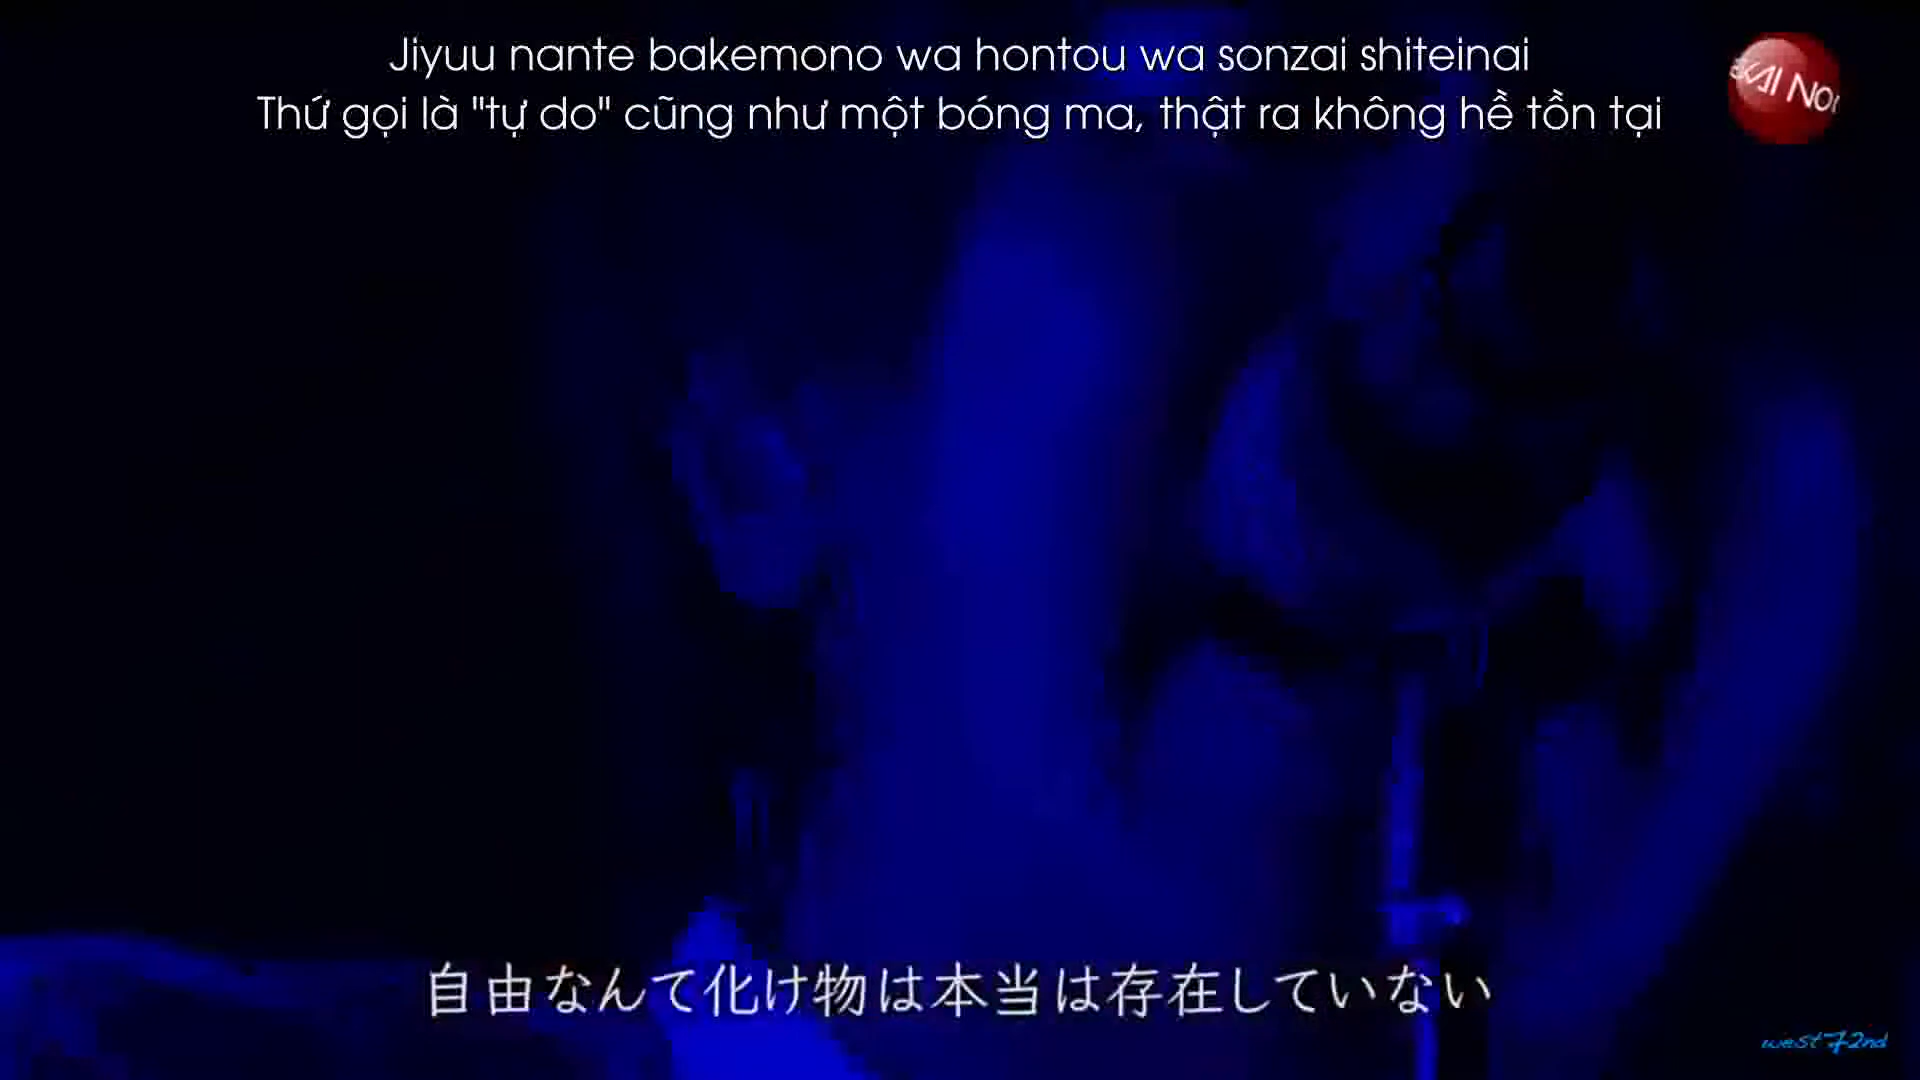 Jiyuu nante bakemono wa hontou wa sonzai shiteinai
Thứ gọi là "tự do" cũng như một bóng ma, thật ra không hề tồn tại
自由なんて化け物は本当は存在していない
west72nd